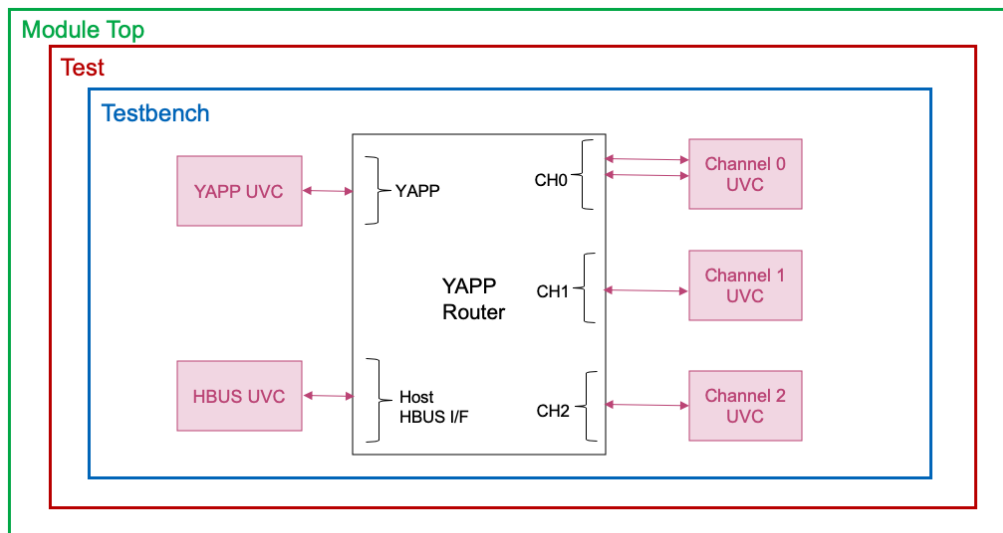 Module Top
Test
Testbench
YAPP UVC
YAPP
HBUS UVC
Host
HBUS I/F
YAPP
Router
CH0
CH1
CH2
Channel 0
UVC
Channel 1
UVC
Channel 2
UVC